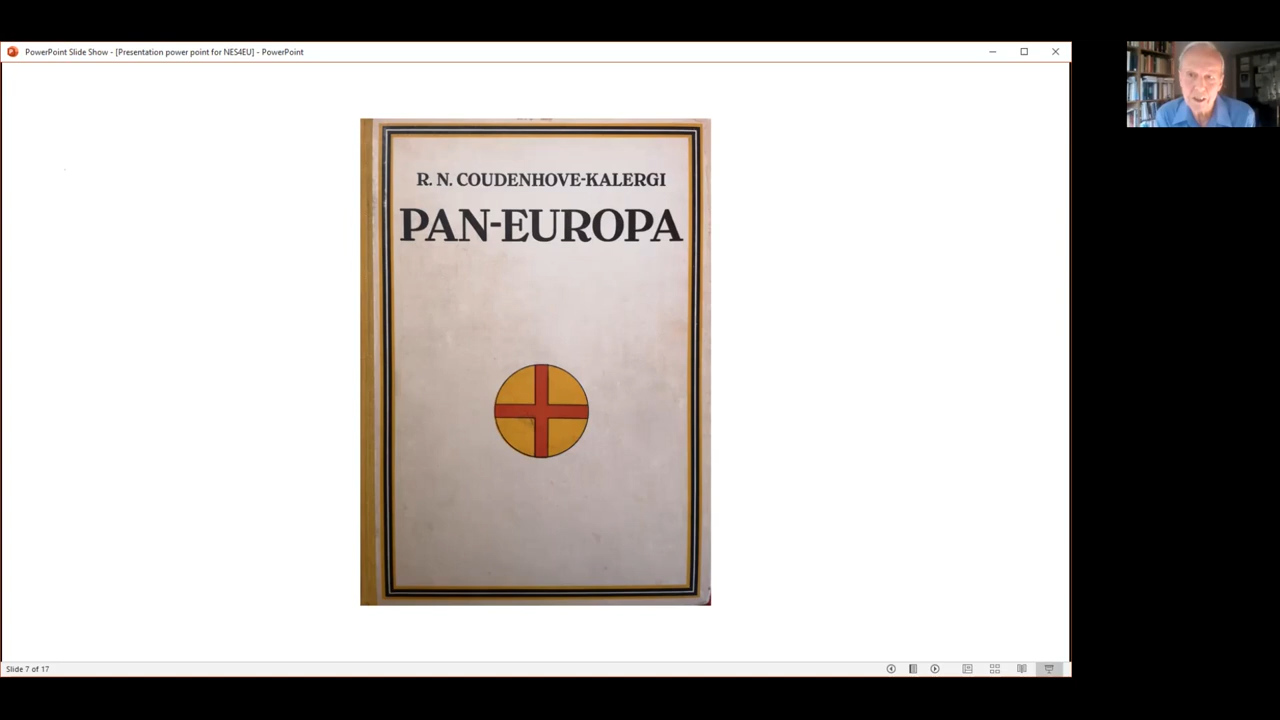 PowerPoint Slide Show - [Presentation power point for NES4EU] - PowerPoint
R. N. COUDENHOVE-KALERGI
PAN-EUROPA
Slide 7 of 17